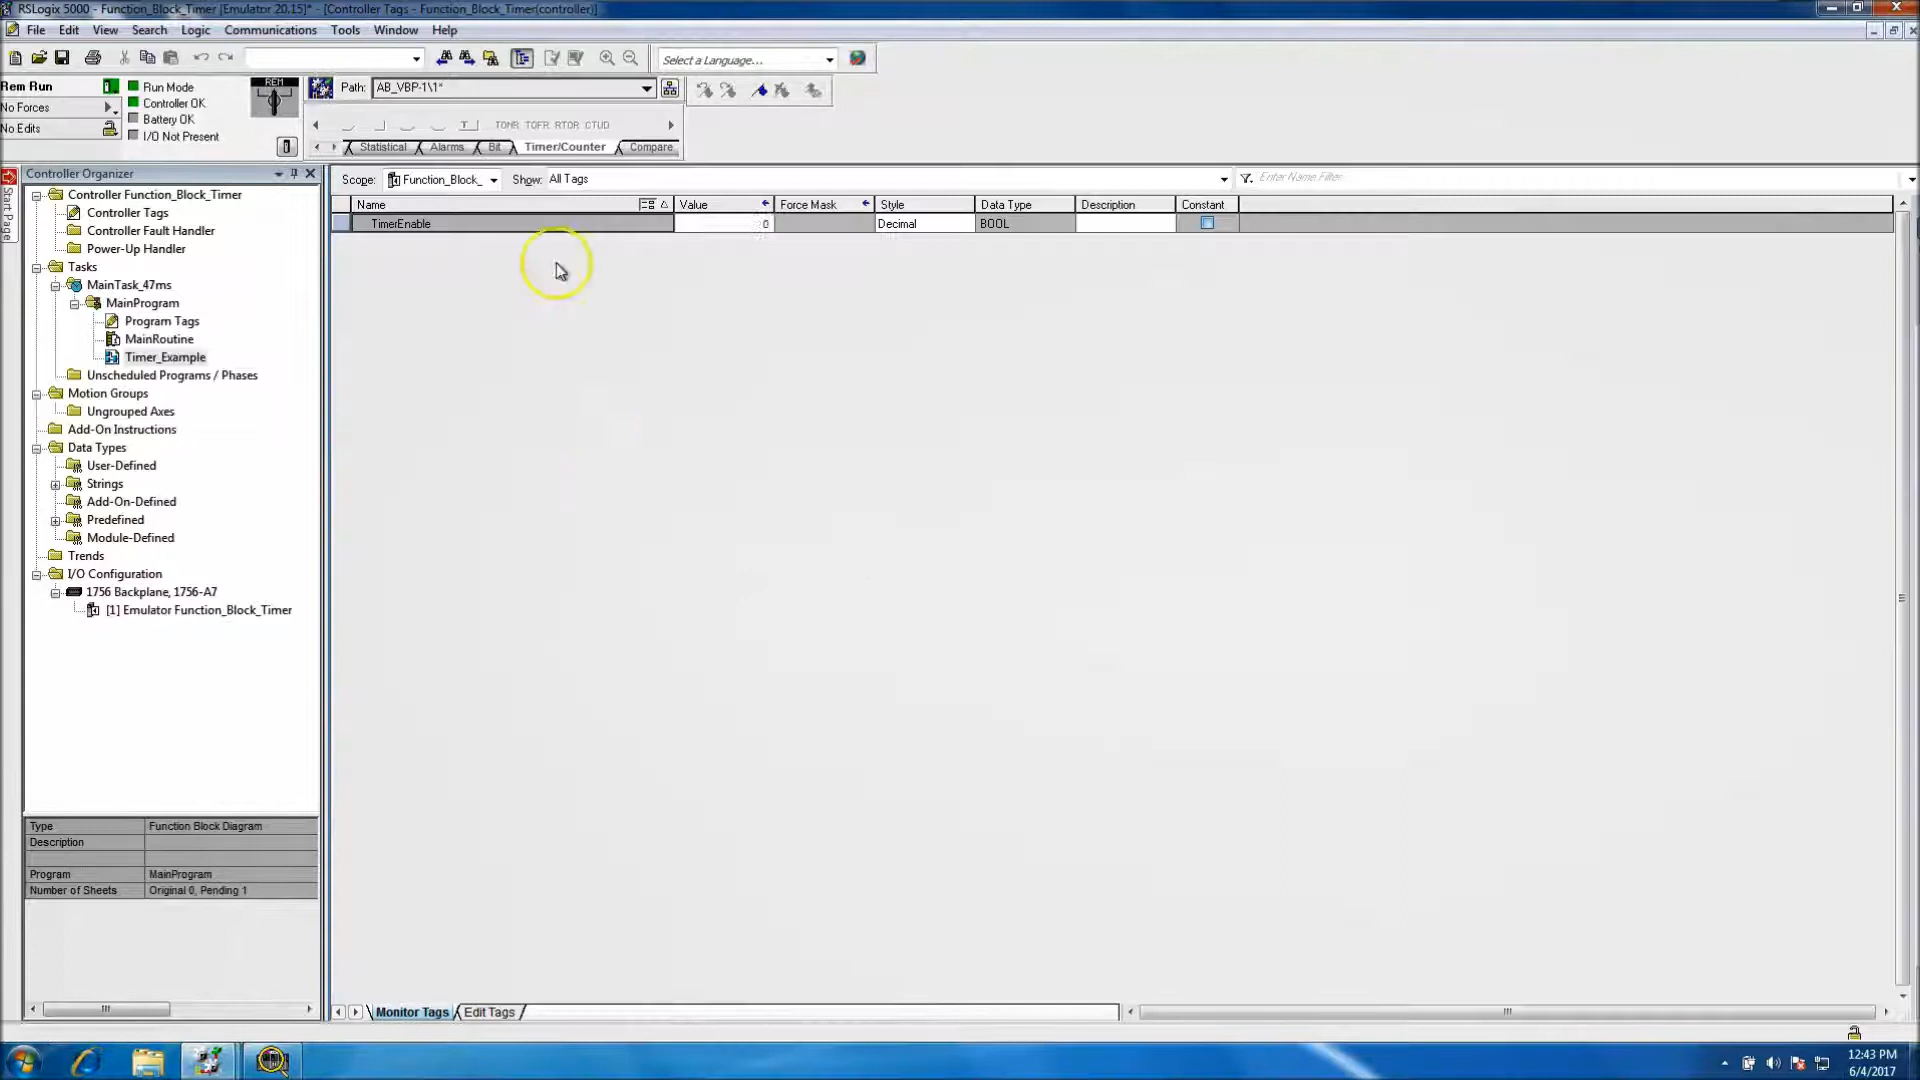 RSLogix 5000 - Function_Block_Timer [Emulator 20.15]* - [Controller Tags - Function_Block_Timer(controller)]
File Edit View Search Logic Communications Tools Window Help
Select a Language...
Rem Run
No Forces
No Edits
Run Mode
Controller OK
Battery OK
I/O Not Present
REM
Path: AB_VBP-1\1*
TONR TOFR RTOR CTUD
Statistical Alarms Bit Timer/Counter Compare
Start Page
Controller Organizer
Controller Function_Block_Timer
Controller Tags
Controller Fault Handler
Power-Up Handler
Tasks
MainTask_47ms
MainProgram
Program Tags
MainRoutine
Timer_Example
Unscheduled Programs / Phases
Motion Groups
Ungrouped Axes
Add-On Instructions
Data Types
User-Defined
Strings
Add-On-Defined
Predefined
Module-Defined
Trends
I/O Configuration
1756 Backplane, 1756-A7
[1] Emulator Function_Block_Timer
Type Function Block Diagram
Description
Program MainProgram
Number of Sheets Original 0, Pending 1
Scope: Function_Block_ Show: All Tags Enter Name Filter
Name Value Force Mask Style Data Type Description Constant
TimerEnable 0 Decimal BOOL
Monitor Tags Edit Tags
12:43 PM
6/4/2017